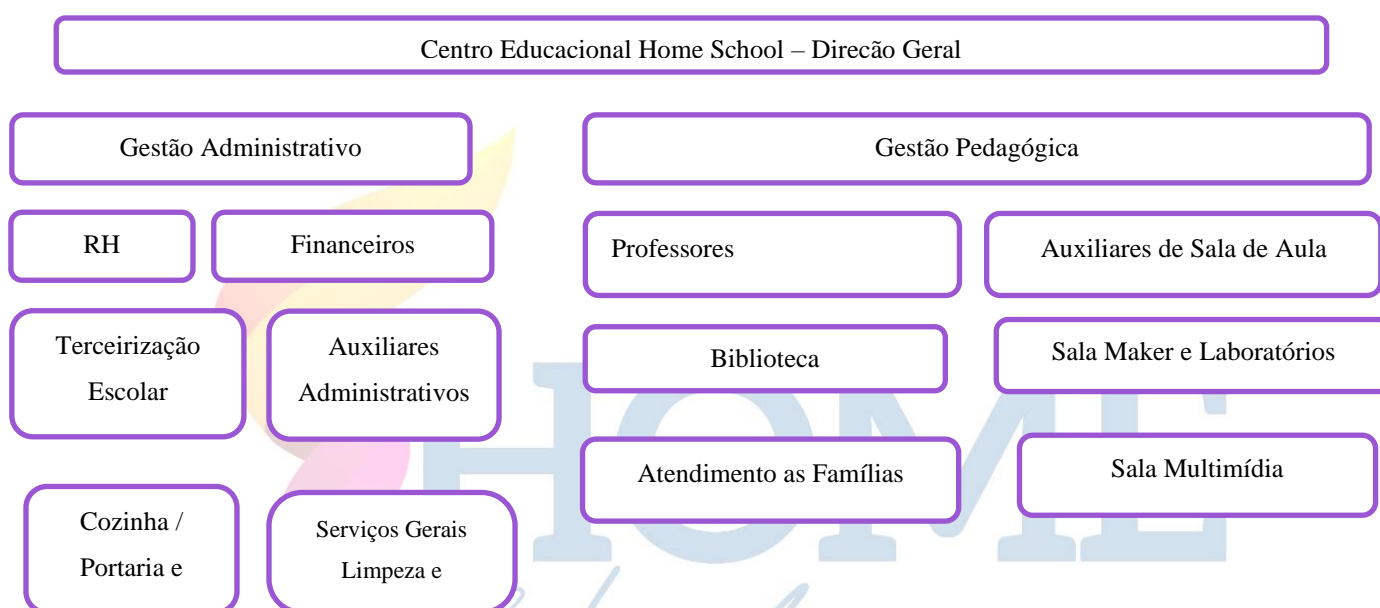 Centro Educacional Home School – Direcão Geral
Gestão Administrativo
Gestão Pedagógica
RH
Financeiros
Professores
Auxiliares de Sala de Aula
Terceirização
Escolar
Auxiliares
Administrativos
Biblioteca
Sala Maker e Laboratórios
Atendimento as Famílias
Sala Multimídia
Cozinha /
Portaria e
Serviços Gerais
Limpeza e
HOME